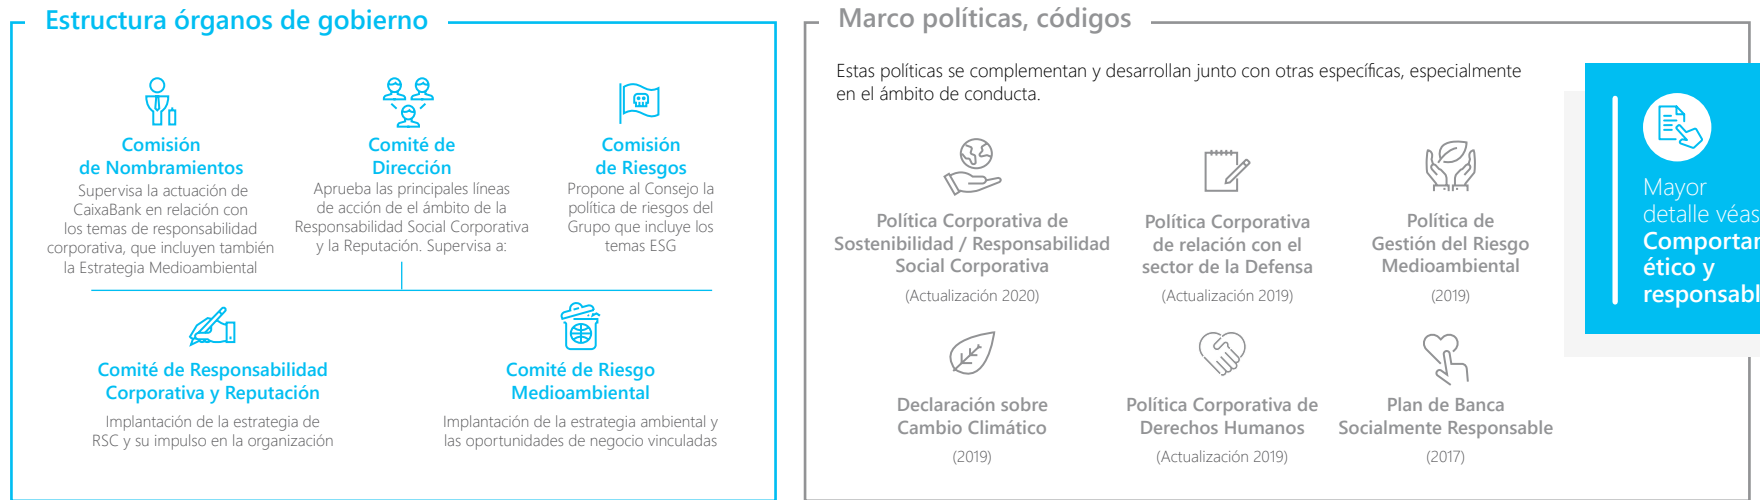 Estructura órganos de gobierno
Comisión
de Nombramientos
Supervisa la actuación de
CaixaBank en relación con
los temas de responsabilidad
corporativa, que incluyen también
la Estrategia Medioambiental
Comité de
Dirección
Aprueba las principales líneas
de acción de el ámbito de la
Responsabilidad Social Corporativa
y la Reputación. Supervisa a:
Comisión
de Riesgos
Propone al Consejo la
política de riesgos del
Grupo que incluye los
temas ESG
Comité de Responsabilidad
Corporativa y Reputación
Implantación de la estrategia de
RSC y su impulso en la organización
Comité de Riesgo
Medioambiental
Implantación de la estrategia ambiental y
las oportunidades de negocio vinculadas
Marco políticas, códigos
Estas políticas se complementan y desarrollan junto con otras específicas, especialmente
en el ámbito de conducta.
Política Corporativa de
Sostenibilidad / Responsabilidad
Social Corporativa
(Actualización 2020)
Política Corporativa
de relación con el
sector de la Defensa
(Actualización 2019)
Política de
Gestión del Riesgo
Medioambiental
(2019)
Declaración sobre
Cambio Climático
(2019)
Política Corporativa de
Derechos Humanos
(Actualización 2019)
Plan de Banca
Socialmente Responsable
(2017)
Mayor
detalle
ético y